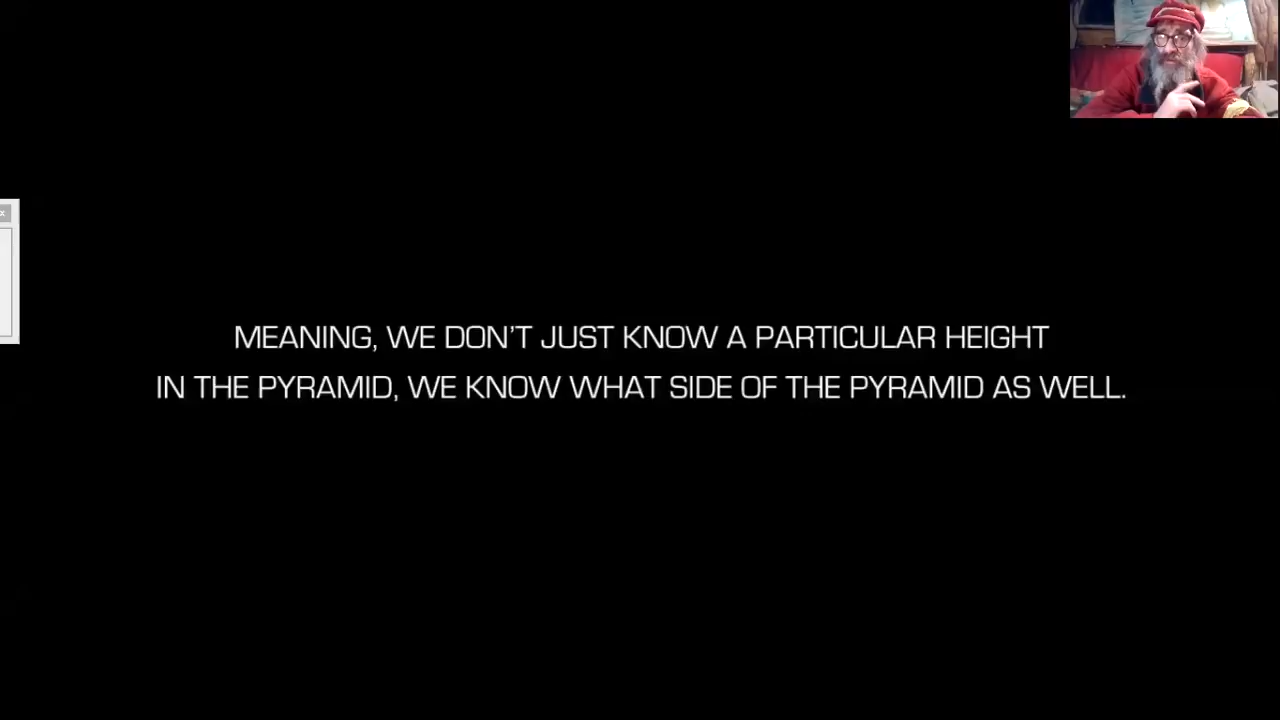 MEANING, WE DON'T JUST KNOW A PARTICULAR HEIGHT
IN THE PYRAMID, WE KNOW WHAT SIDE OF THE PYRAMID AS WELL.
x